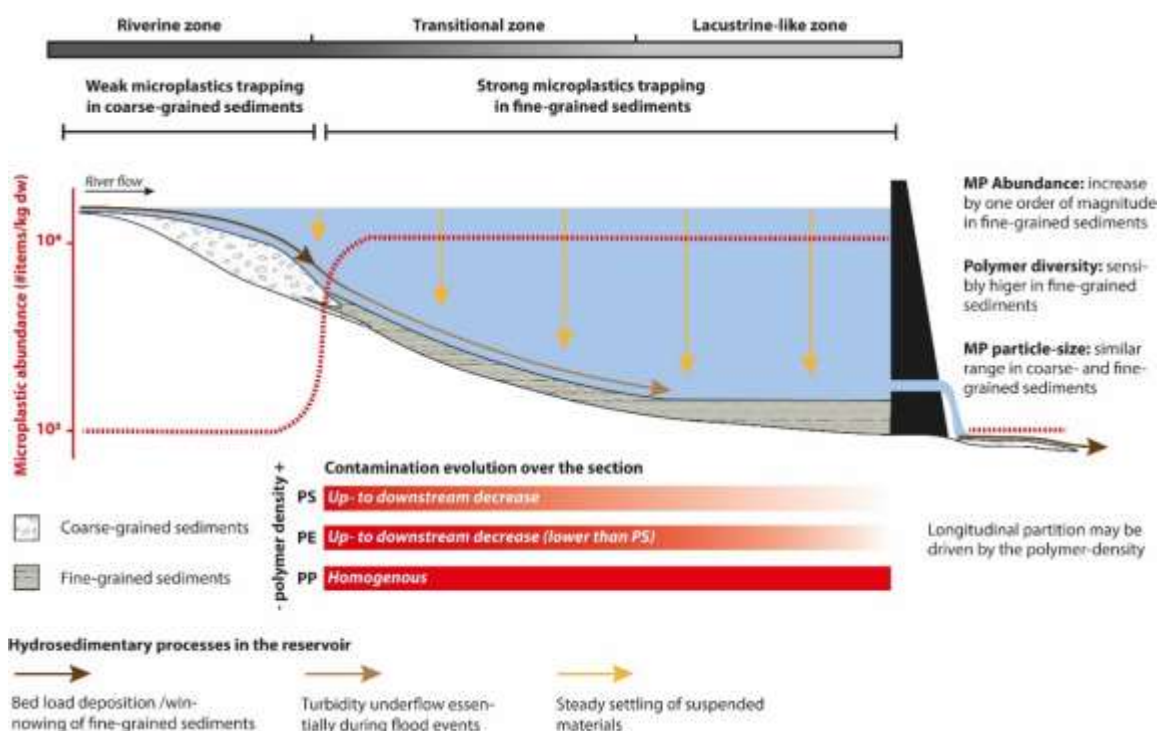 Riverine zone
Transitional zone
Lacustrine-like zone
Weak microplastics trapping
in coarse-grained sediments
Strong microplastics trapping
in fine-grained sediments
River flow
Microplastic abundance (#items/kg dw)
10⁴
10³
MP Abundance: increase
by one order of magnitude
in fine-grained sediments
Polymer diversity: sensi-
bly higer in fine-grained
sediments
MP particle-size: similar
range in coarse- and fine-
grained sediments
Contamination evolution over the section
- polymer density +
PS Up- to downstream decrease
PE Up- to downstream decrease (lower than PS)
PP Homogenous
Coarse-grained sediments
Fine-grained sediments
Longitudinal partition may be
driven by the polymer-density
Hydrosedimentary processes in the reservoir
Bed load deposition /win-
nowing of fine-grained sediments
Turbidity underflow essen-
tially during flood events
Steady settling of suspended
materials